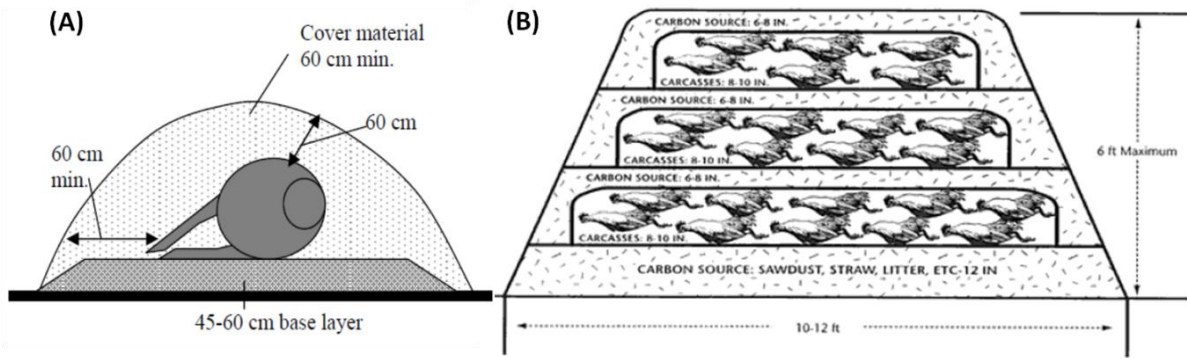 (A)
Cover material
60 cm min.
60 cm
60 cm
min.
45-60 cm base layer
(B)
CARBON SOURCE: 6-8 IN.
CARCASSES: 8-10 IN.
CARBON SOURCE: 6-8 IN.
CARCASSES: 8-10 IN.
CARBON SOURCE: 6-8 IN.
CARCASSES: 8-10 IN.
CARBON SOURCE: SAWDUST, STRAW, LITTER, ETC-12 IN
6 ft Maximum
10-12 ft